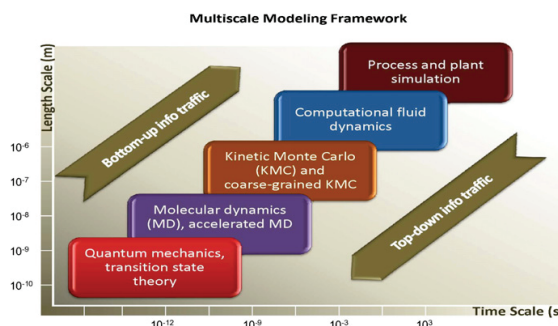 Multiscale Modeling Framework
Length Scale (m)
Process and plant
simulation
Bottom-up info traffic
Computational fluid
dynamics
10-6
Kinetic Monte Carlo
(KMC) and
coarse-grained KMC
10-7
10-8
Molecular dynamics
(MD), accelerated MD
Top-down info traffic
10-9
Quantum mechanics,
transition state
theory
10-10
10-12
10-9
10-3
103
Time Scale (s